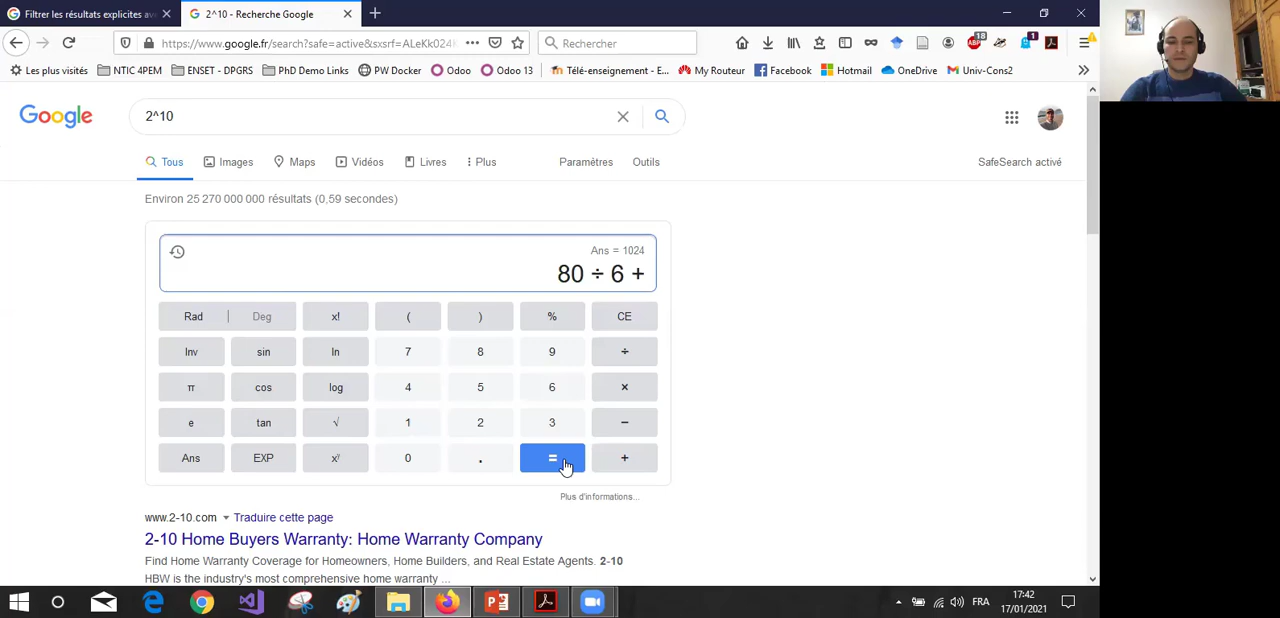 Filtrer les résultats explicites av
2^10 - Recherche Google
https://www.google.fr/search?safe=active&sxsrf=ALeKk024k
Rechercher
18
1
Les plus visités
NTIC 4PEM
ENSET - DPGRS
PhD Demo Links
PW Docker
Odoo
Odoo 13
Télé-enseignement - E...
My Routeur
Facebook
Hotmail
OneDrive
Univ-Cons2
Google
2^10
Tous
Images
Maps
Vidéos
Livres
Plus
Paramètres
Outils
SafeSearch activé
Environ 25 270 000 000 résultats (0,59 secondes)
Ans = 1024
80 ÷ 6 +
Rad | Deg x! ( ) % CE
Inv sin ln 7 8 9 ÷
π cos log 4 5 6 ×
e tan √ 1 2 3 −
Ans EXP xʸ 0 . = +
Plus d'informations...
www.2-10.com
Traduire cette page
2-10 Home Buyers Warranty: Home Warranty Company
Find Home Warranty Coverage for Homeowners, Home Builders, and Real Estate Agents. 2-10
HBW is the industry's most comprehensive home warranty ...
FRA
17:42
17/01/2021